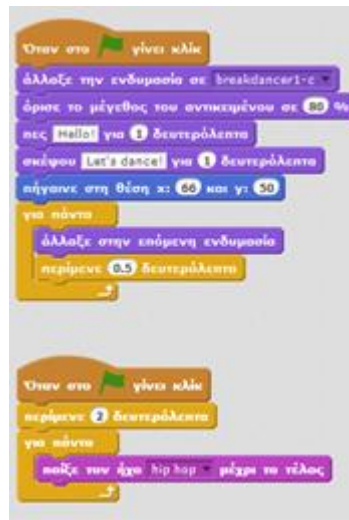 Όταν στο γίνει κλικ
άλλαξε την ενδυμασία σε breakdancer1-c
όρισε το μέγεθος του αντικειμένου σε 80 %
πες Hello! για 1 δευτερόλεπτα
σκέψου Let's dance! για 1 δευτερόλεπτα
πήγαινε στη θέση x: 66 και y: 50
για πάντα
άλλαξε στην επόμενη ενδυμασία
περίμενε 0.5 δευτερόλεπτα
Όταν στο γίνει κλικ
περίμενε 2 δευτερόλεπτα
για πάντα
παίξε τον ήχο hip hop μέχρι το τέλος